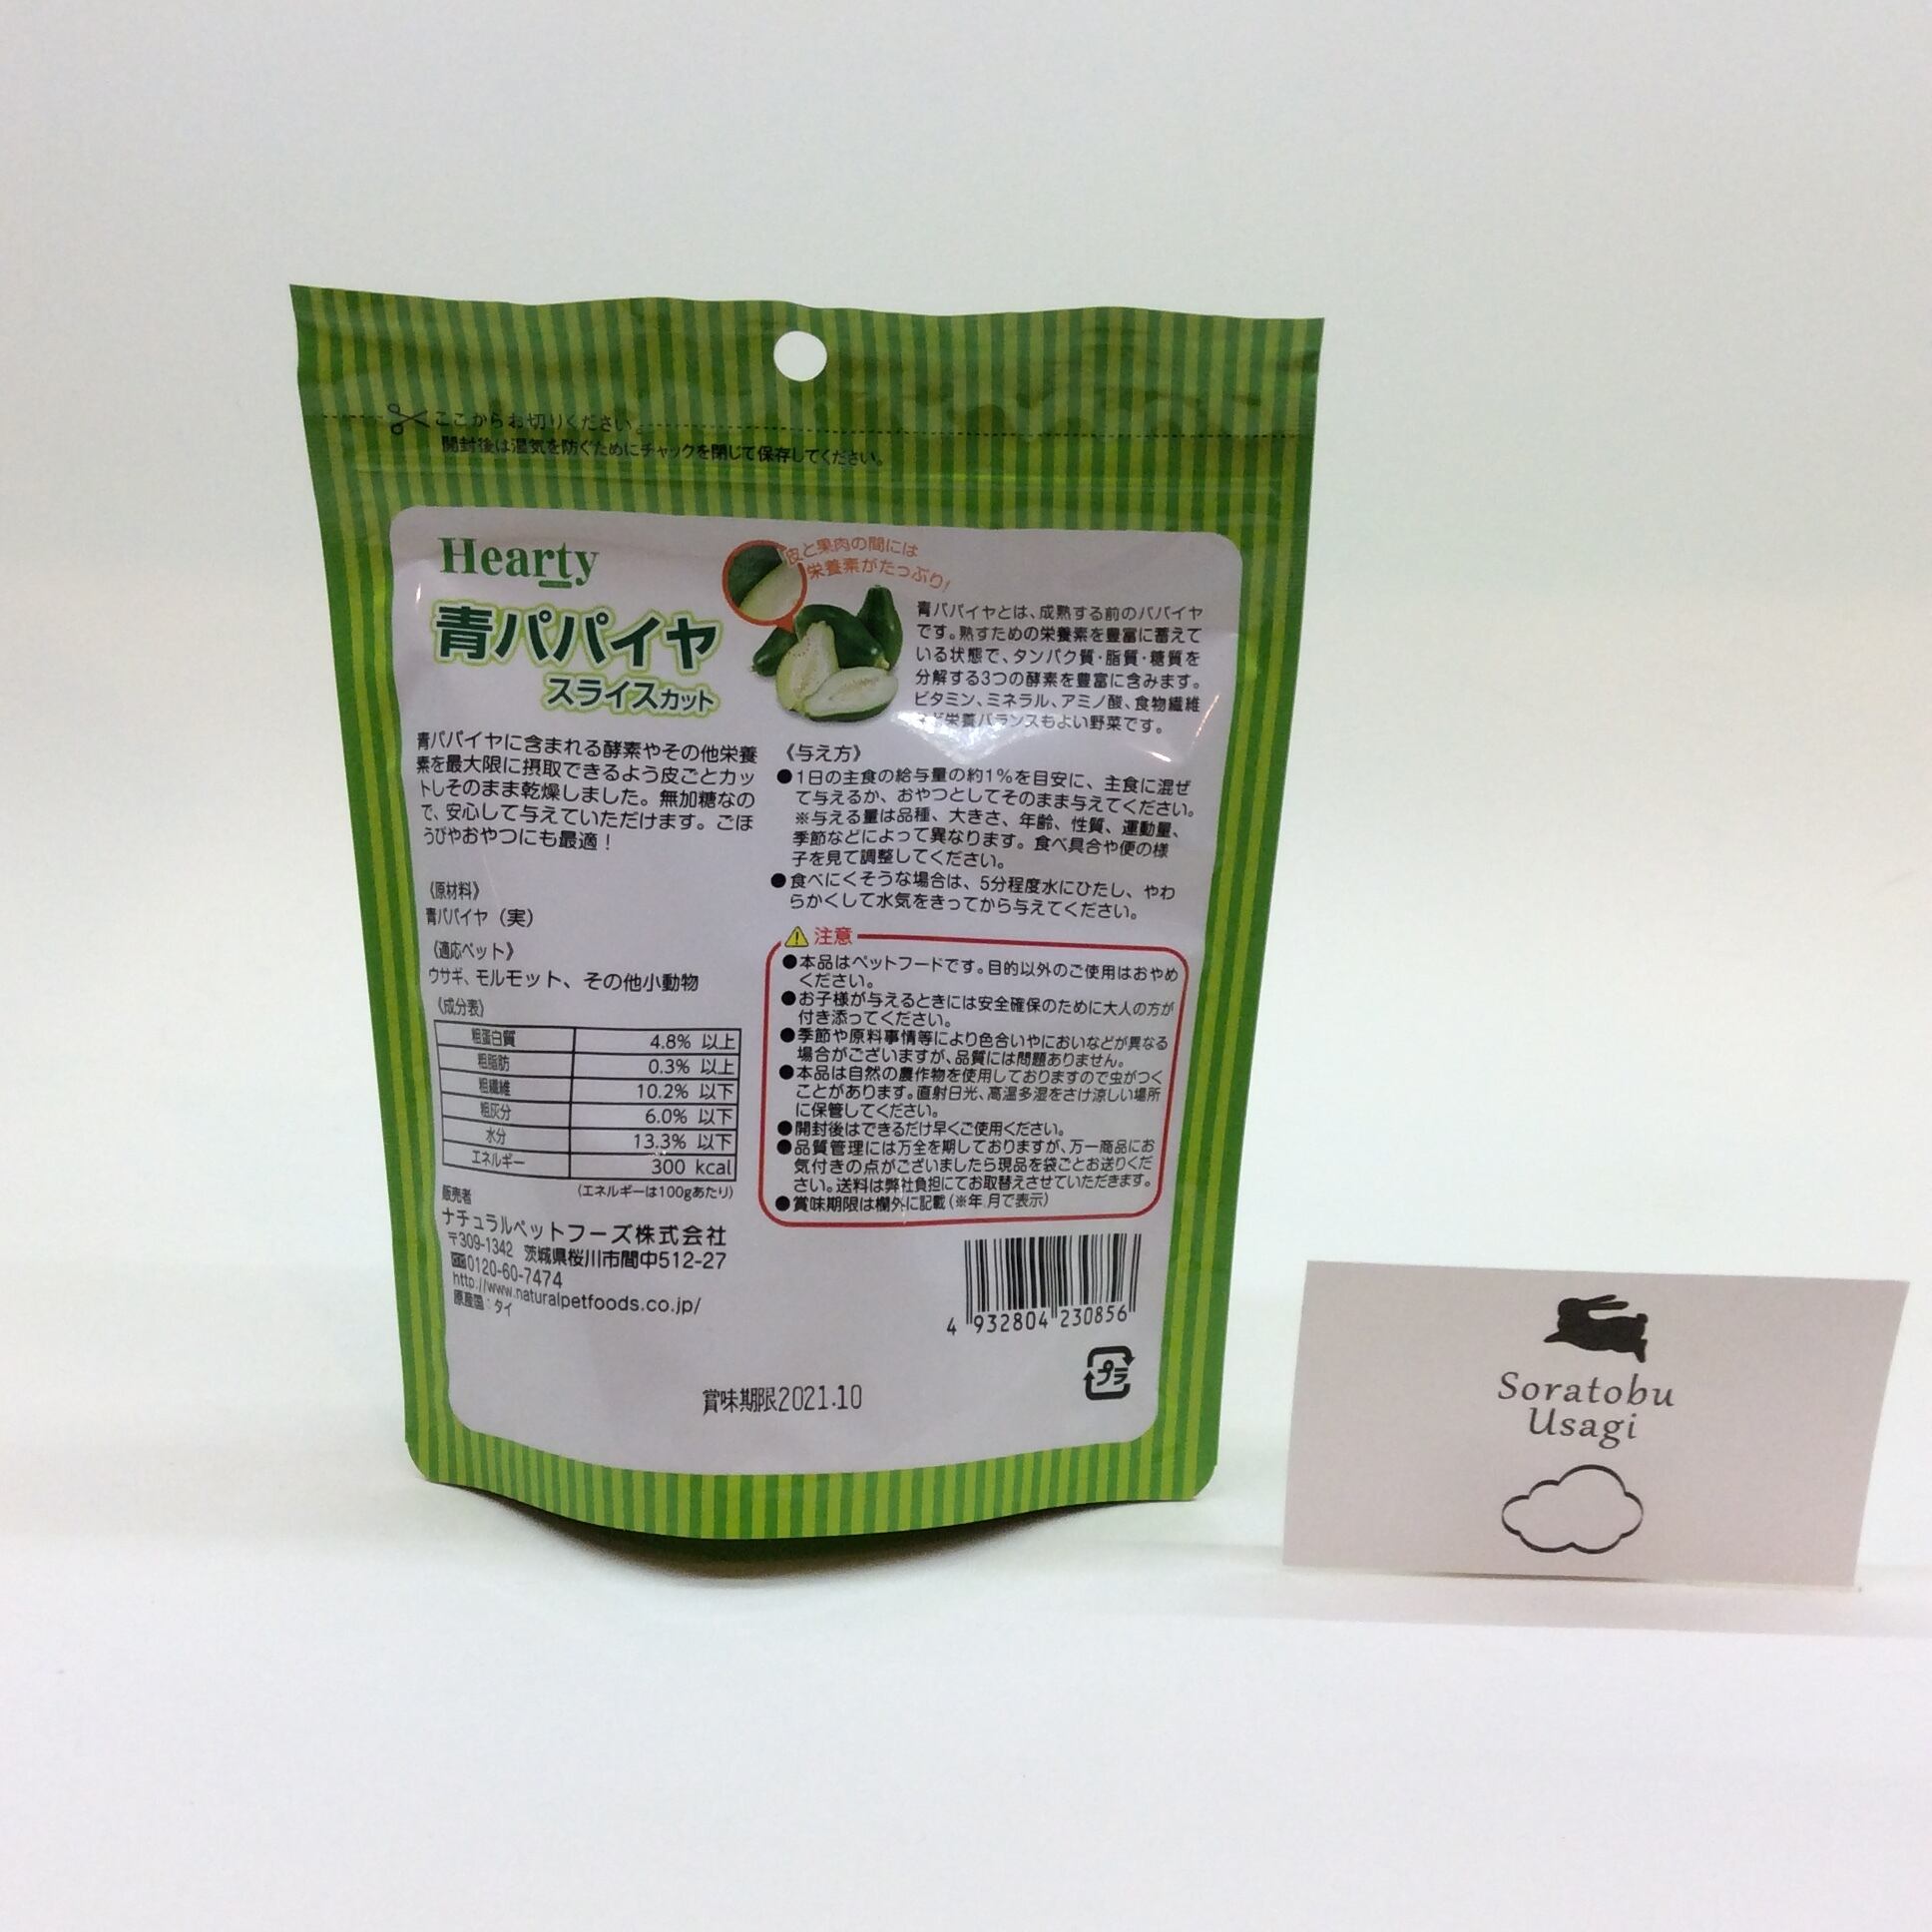 ここからお切りください。
開封後は湿気を防ぐためにチャックを閉じて保存してください。
Hearty
青パパイヤ
スライスカット
皮と果肉の間には
栄養素がたっぷり!
青パパイヤとは、成熟する前のパパイヤ
です。熟すための栄養素を豊富に蓄えて
いる状態で、タンパク質・脂質・糖質を
分解する3つの酵素を豊富に含みます。
ビタミン、ミネラル、アミノ酸、食物繊維
など栄養バランスもよい野菜です。
青パパイヤに含まれる酵素やその他栄養
素を最大限に摂取できるよう皮ごとカッ
トしそのまま乾燥しました。無加糖なの
で、安心して与えていただけます。ごほ
うびやおやつにも最適!
《原材料》
青パパイヤ(実)
《適応ペット》
ウサギ、モルモット、その他小動物
《成分表》
粗蛋白質 4.8% 以上
粗脂肪 0.3% 以上
粗繊維 10.2% 以下
粗灰分 6.0% 以下
水分 13.3% 以下
エネルギー 300 kcal
(エネルギーは100gあたり)
販売者
ナチュラルペットフーズ株式会社
〒309-1342 茨城県桜川市間中512-27
0120-60-7474
http://www.naturalpetfoods.co.jp/
原産国:タイ
《与え方》
●1日の主食の給与量の約1%を目安に、主食に混ぜ
て与えるか、おやつとしてそのまま与えてください。
※与える量は品種、大きさ、年齢、性質、運動量、
季節などによって異なります。食べ具合や便の様
子を見て調整してください。
●食べにくそうな場合は、5分程度水にひたし、やわ
らかくして水気をきってから与えてください。
注意
●本品はペットフードです。目的以外のご使用はおやめ
ください。
●お子様が与えるときには安全確保のために大人の方が
付き添ってください。
●季節や原料事情等により色合いやにおいなどが異なる
場合がございますが、品質には問題ありません。
●本品は自然の農作物を使用しておりますので虫がつく
ことがあります。直射日光、高温多湿をさけ涼しい場所
に保管してください。
●開封後はできるだけ早くご使用ください。
●品質管理には万全を期しておりますが、万一商品にお
気付きの点がございましたら現品を袋ごとお送りくだ
さい。送料は弊社負担にてお取替えさせていただきます。
●賞味期限は欄外に記載(※年.月で表示)
4 932804 230856
プラ
賞味期限2021.10
Soratobu
Usagi